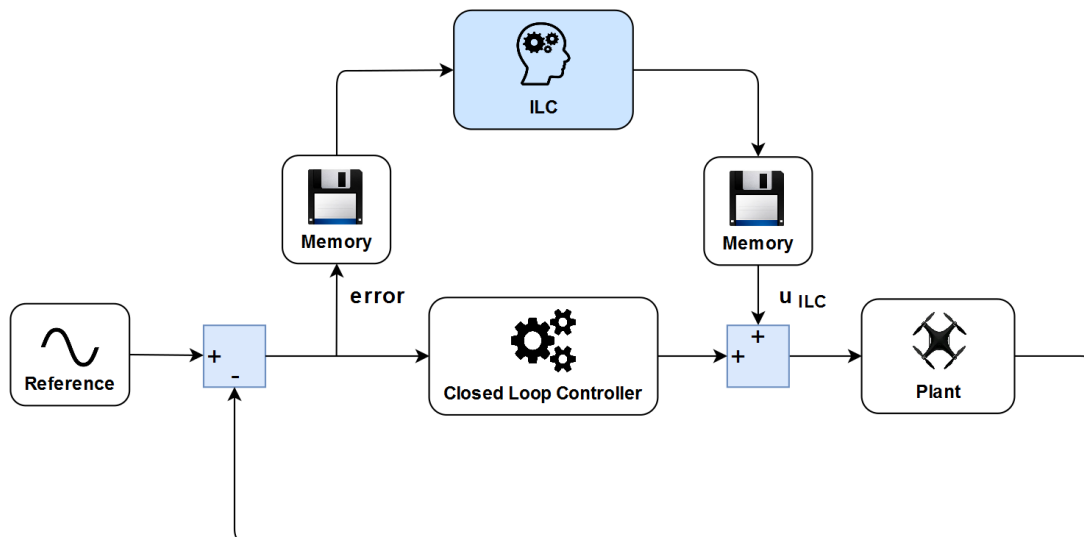 ILC
Memory
Memory
error
u ILC
+
Reference
+
-
Closed Loop Controller
+
Plant